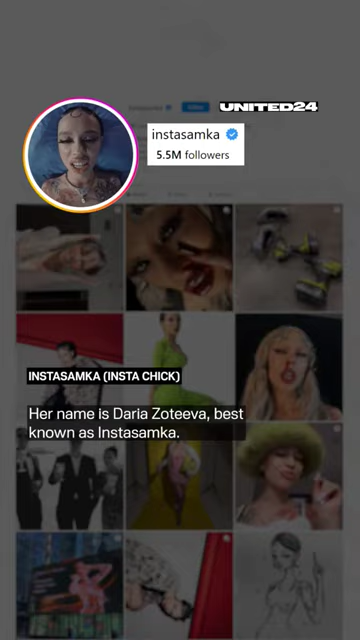 UNITED24
instasamka
5.5M followers
INSTASAMKA (INSTA CHICK)
Her name is Daria Zoteeva, best
known as Instasamka.